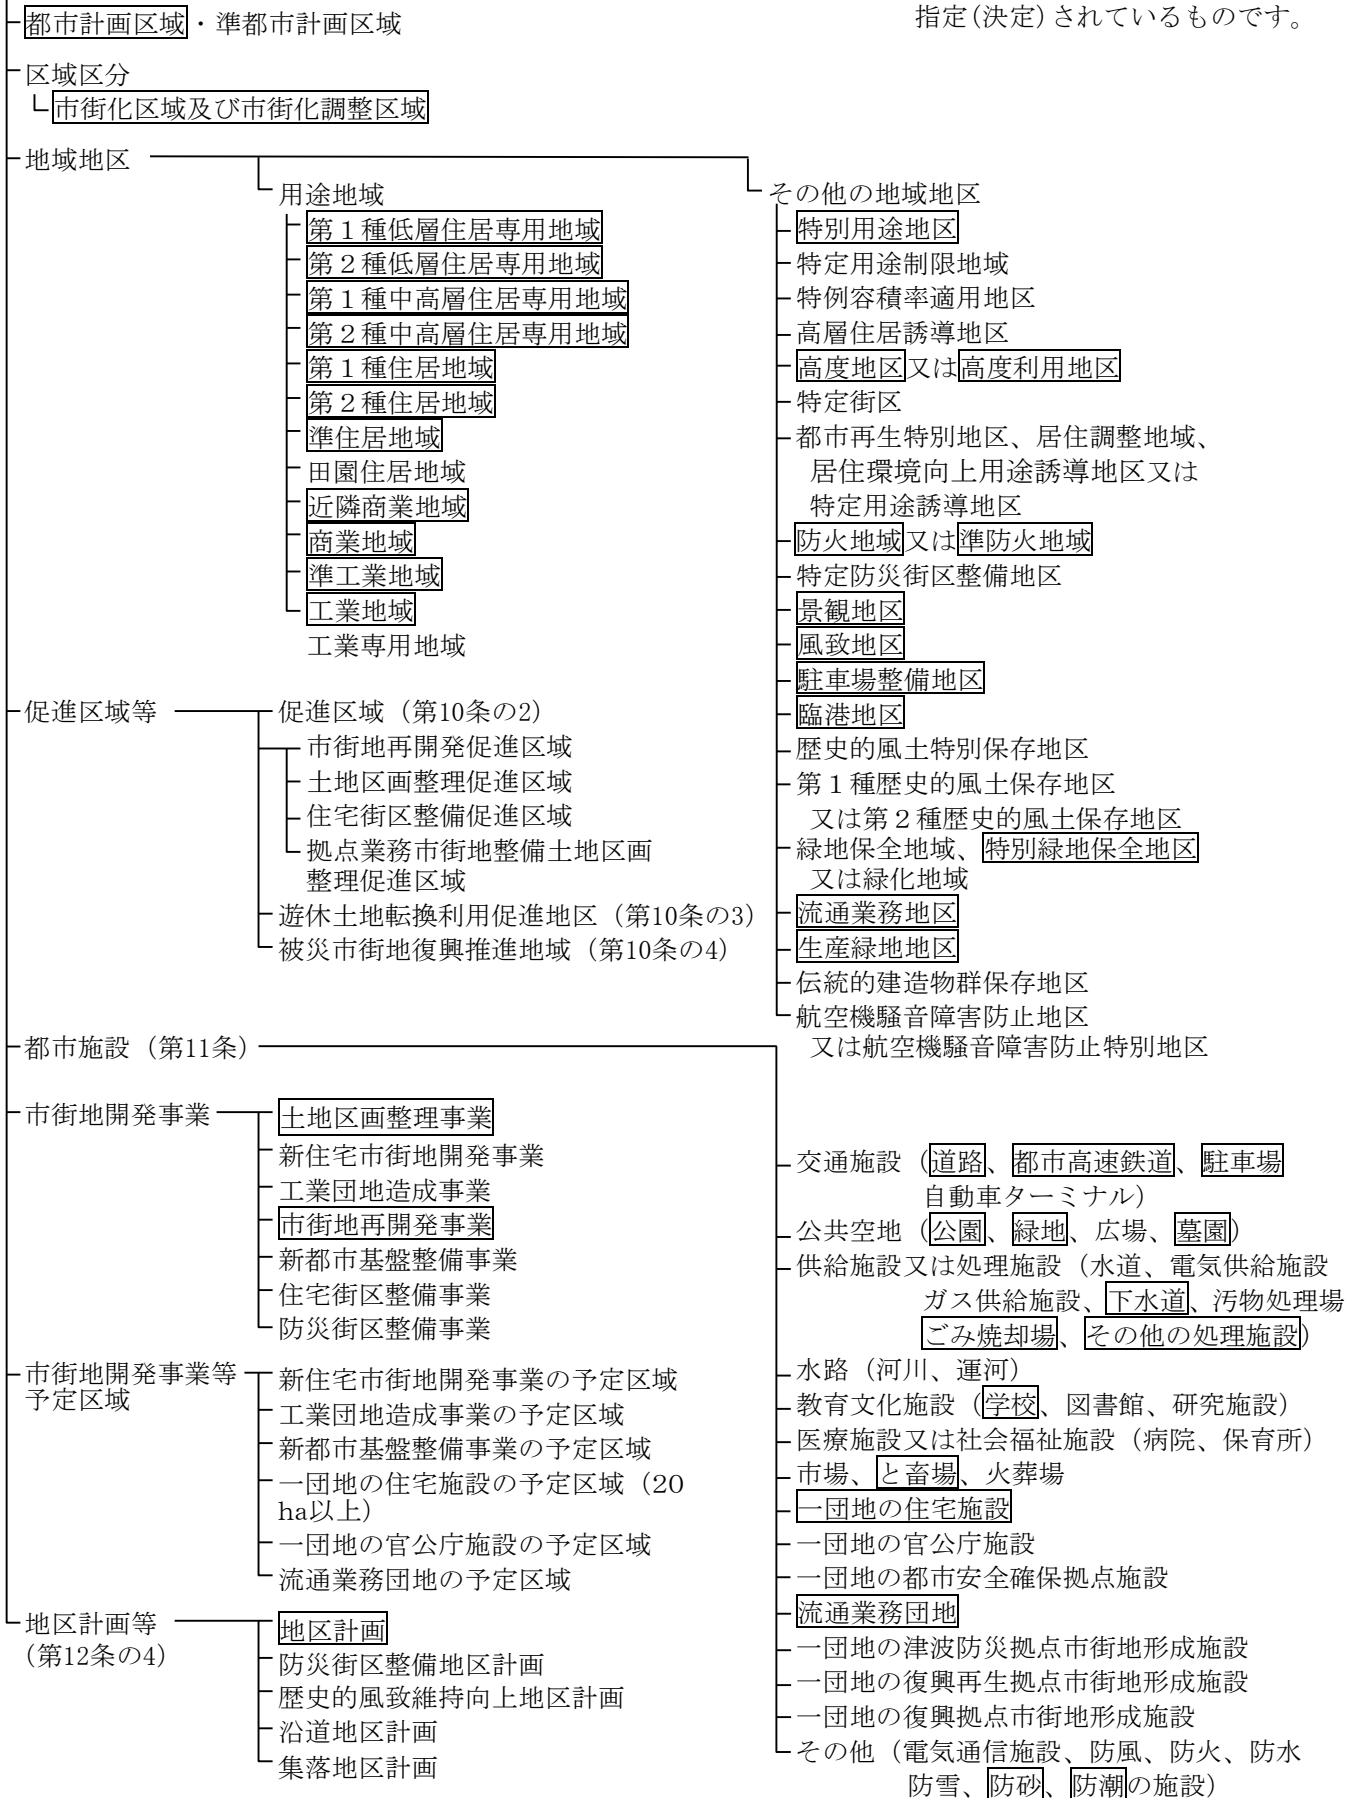 指定(決定)されているものです。
都市計画区域・準都市計画区域
区域区分
市街化区域及び市街化調整区域
地域地区
用途地域
第１種低層住居専用地域
第２種低層住居専用地域
第１種中高層住居専用地域
第２種中高層住居専用地域
第１種住居地域
第２種住居地域
準住居地域
田園住居地域
近隣商業地域
商業地域
準工業地域
工業地域
工業専用地域
その他の地域地区
特別用途地区
特定用途制限地域
特例容積率適用地区
高層住居誘導地区
高度地区又は高度利用地区
特定街区
都市再生特別地区、居住調整地域、
居住環境向上用途誘導地区又は
特定用途誘導地区
防火地域又は準防火地域
特定防災街区整備地区
景観地区
風致地区
駐車場整備地区
臨港地区
歴史的風土特別保存地区
第１種歴史的風土保存地区
又は第２種歴史的風土保存地区
緑地保全地域、特別緑地保全地区
又は緑化地域
流通業務地区
生産緑地地区
伝統的建造物群保存地区
航空機騒音障害防止地区
又は航空機騒音障害防止特別地区
促進区域等
促進区域（第10条の2）
市街地再開発促進区域
土地区画整理促進区域
住宅街区整備促進区域
拠点業務市街地整備土地区画
整理促進区域
遊休土地転換利用促進地区（第10条の3）
被災市街地復興推進地域（第10条の4）
都市施設（第11条）
交通施設（道路、都市高速鉄道、駐車場
自動車ターミナル）
公共空地（公園、緑地、広場、墓園）
供給施設又は処理施設（水道、電気供給施設
ガス供給施設、下水道、汚物処理場
ごみ焼却場、その他の処理施設）
水路（河川、運河）
教育文化施設（学校、図書館、研究施設）
医療施設又は社会福祉施設（病院、保育所）
市場、と畜場、火葬場
一団地の住宅施設
一団地の官公庁施設
一団地の都市安全確保拠点施設
流通業務団地
一団地の津波防災拠点市街地形成施設
一団地の復興再生拠点市街地形成施設
一団地の復興拠点市街地形成施設
その他（電気通信施設、防風、防火、防水
防雪、防砂、防潮の施設）
市街地開発事業
土地区画整理事業
新住宅市街地開発事業
工業団地造成事業
市街地再開発事業
新都市基盤整備事業
住宅街区整備事業
防災街区整備事業
市街地開発事業等
予定区域
新住宅市街地開発事業の予定区域
工業団地造成事業の予定区域
新都市基盤整備事業の予定区域
一団地の住宅施設の予定区域（20
ha以上）
一団地の官公庁施設の予定区域
流通業務団地の予定区域
地区計画等
（第12条の4）
地区計画
防災街区整備地区計画
歴史的風致維持向上地区計画
沿道地区計画
集落地区計画